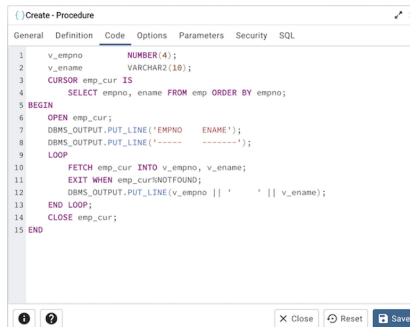 {}Create - Procedure
General Definition Code Options Parameters Security SQL
1 v_empno NUMBER(4);
2 v_ename VARCHAR2(10);
3 CURSOR emp_cur IS
4 SELECT empno, ename FROM emp ORDER BY empno;
5 BEGIN
6 OPEN emp_cur;
7 DBMS_OUTPUT.PUT_LINE('EMPNO    ENAME');
8 DBMS_OUTPUT.PUT_LINE('-----    -------');
9 LOOP
10 FETCH emp_cur INTO v_empno, v_ename;
11 EXIT WHEN emp_cur%NOTFOUND;
12 DBMS_OUTPUT.PUT_LINE(v_empno || '     ' || v_ename);
13 END LOOP;
14 CLOSE emp_cur;
15 END
Close Reset Save